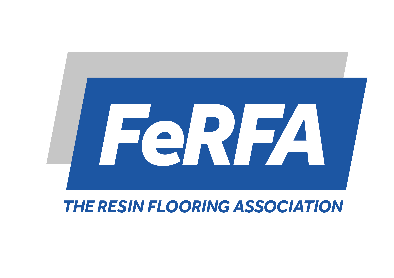 FeRFA
THE RESIN FLOORING ASSOCIATION